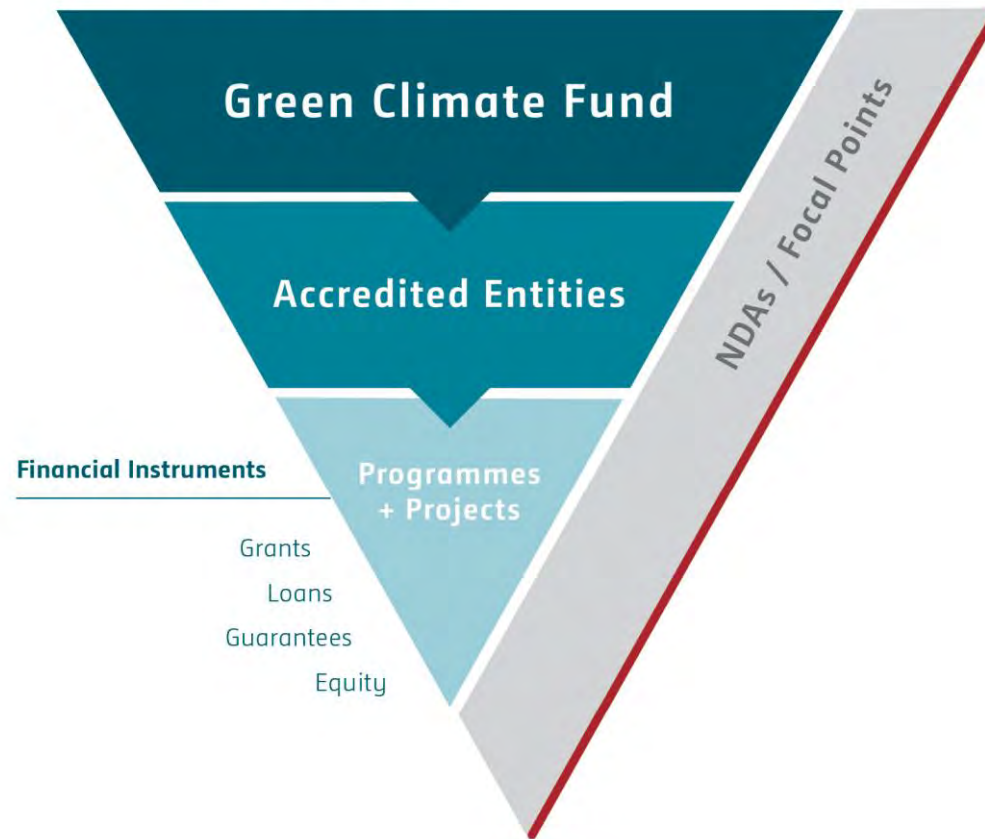 Green Climate Fund
NDAs / Focal Points
Accredited Entities
Financial Instruments
Programmes
+ Projects
Grants
Loans
Guarantees
Equity